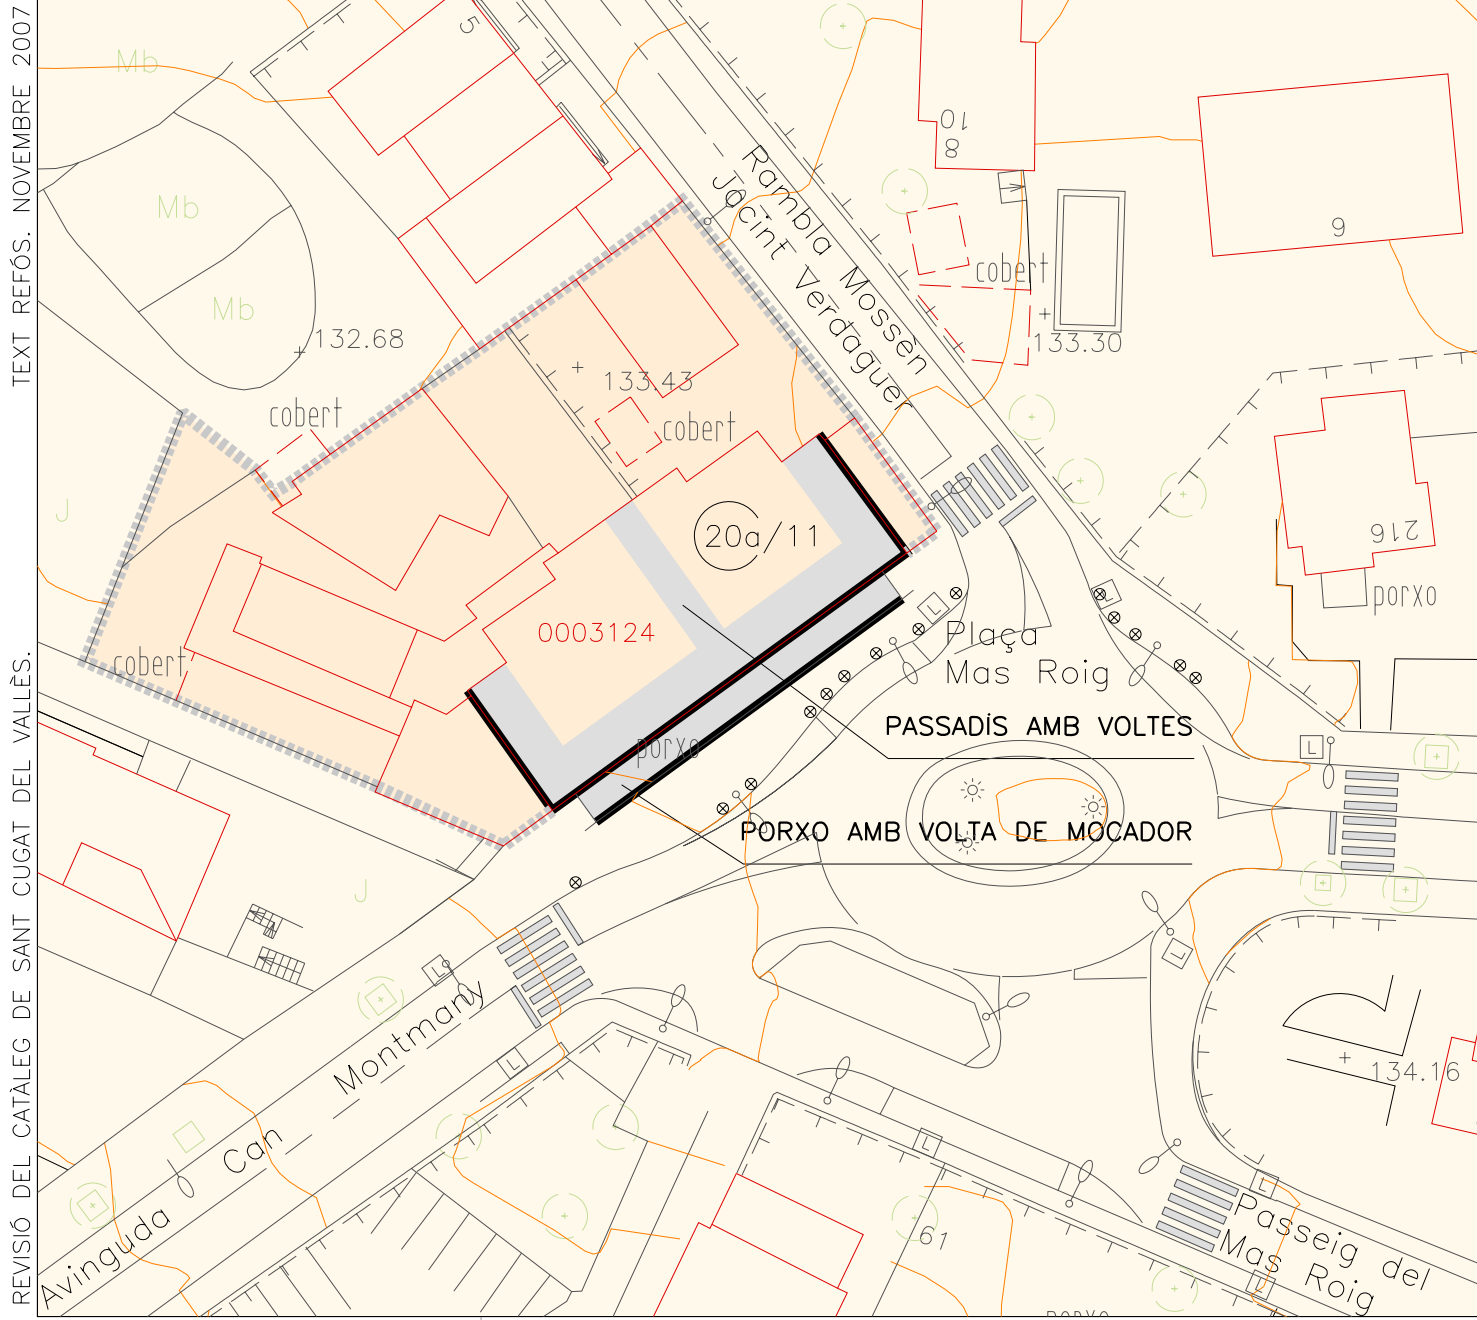 TEXT REFÓS. NOVEMBRE 2007
REVISIÓ DEL CATÀLEG DE SANT CUGAT DEL VALLÈS.
5
Mb
Mb
Mb
10
8
6
Rambla Mossèn
Jacint Verdaguer
cobert
133.30
132.68
133.43
cobert
cobert
J
216
porxo
20a/11
0003124
cobert
Plaça
Mas Roig
PASSADÍS AMB VOLTES
porxo
PORXO AMB VOLTA DE MOCADOR
J
L
L
L
L
L
L
L
L
L
Avinguda Can Montmany
134.16
61
Passeig del
Mas Roig
porxo